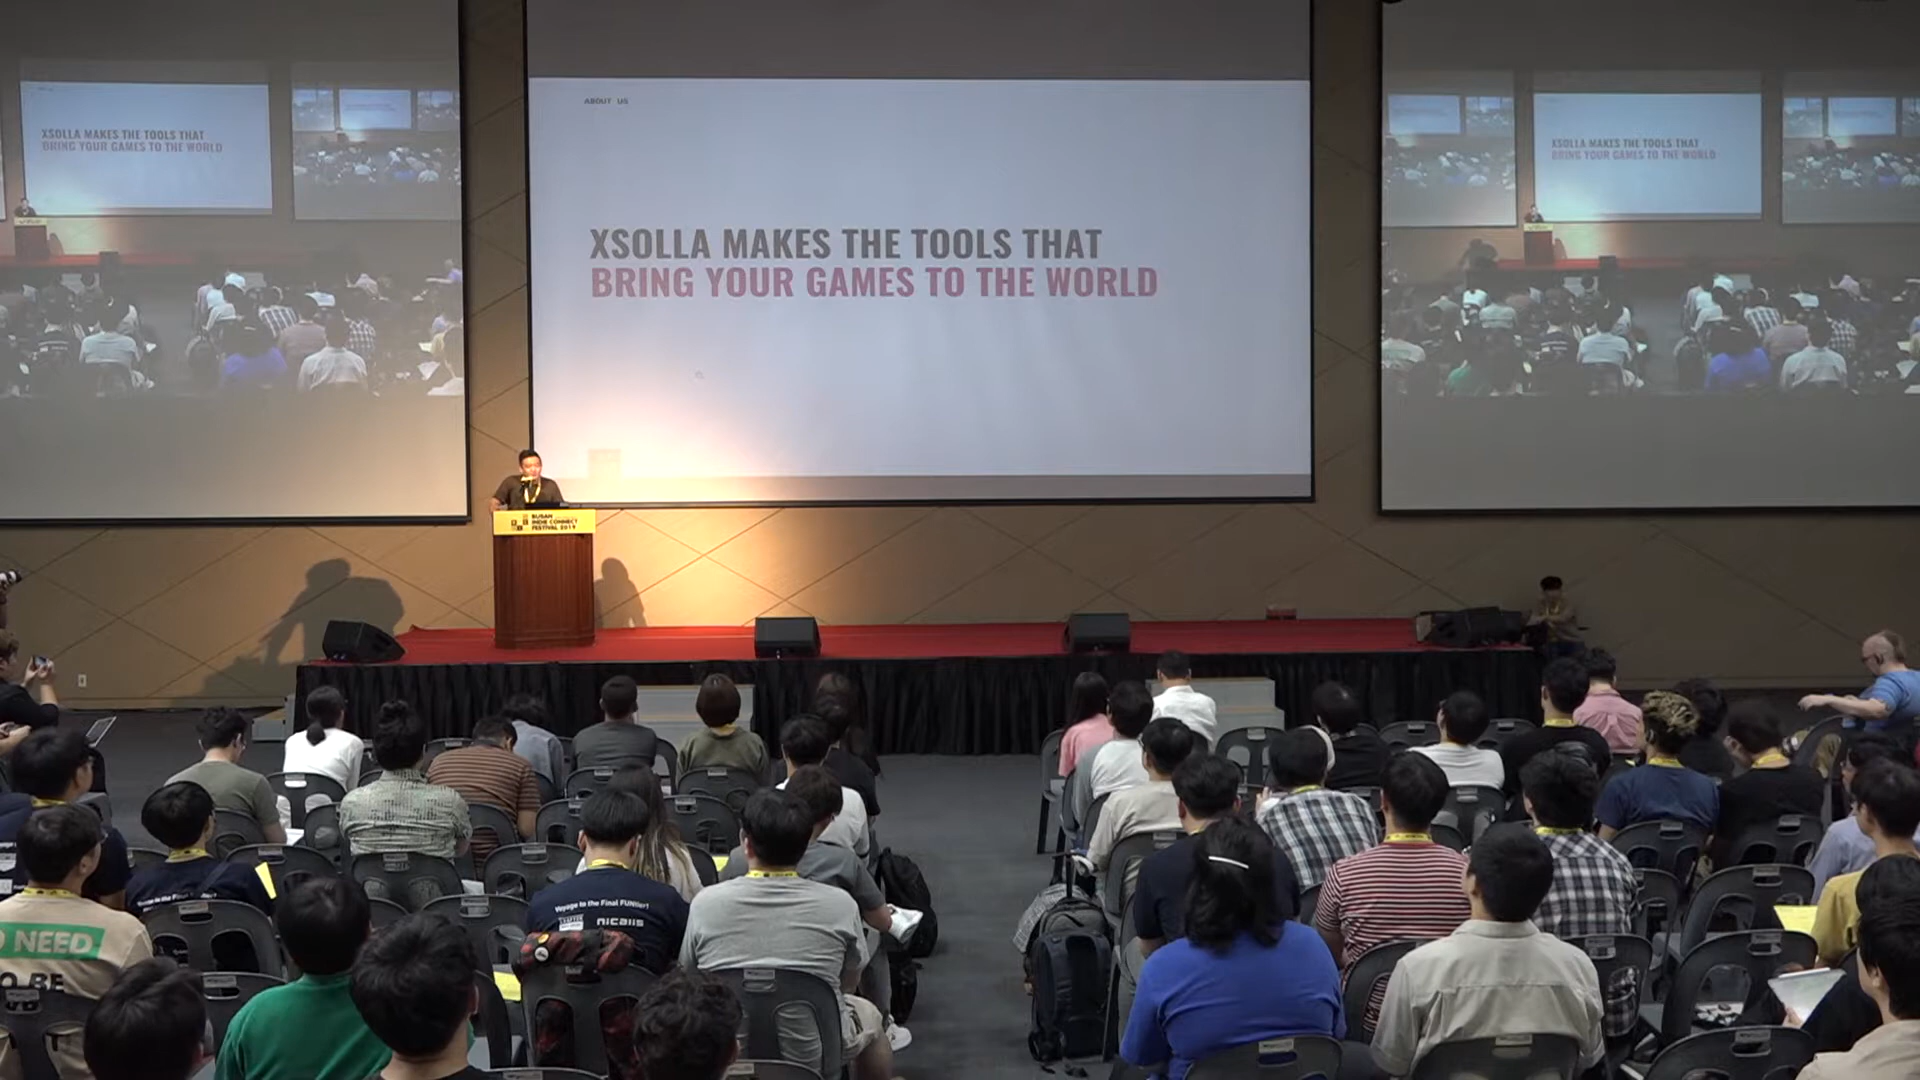 XSOLLA MAKES THE TOOLS THAT
BRING YOUR GAMES TO THE WORLD
ABOUT US
XSOLLA MAKES THE TOOLS THAT
BRING YOUR GAMES TO THE WORLD
XSOLLA MAKES THE TOOLS THAT
BRING YOUR GAMES TO THE WORLD
BUSAN
INDIE CONNECT
FESTIVAL 2019
Voyage to the Final FUNtier!
nicalis
NEED